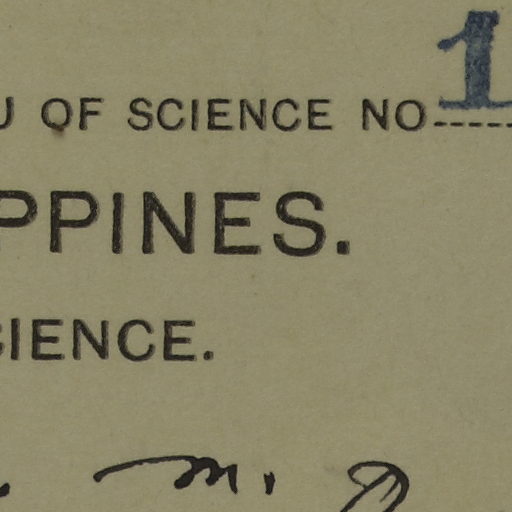 U OF SCIENCE NO 1
PPINES.
IENCE.
m.